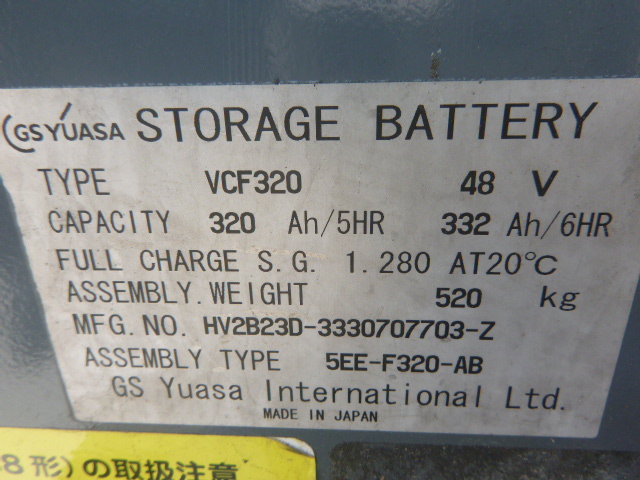 GS YUASA STORAGE BATTERY
TYPE VCF320 48 V
CAPACITY 320 Ah/5HR 332 Ah/6HR
FULL CHARGE S.G. 1.280 AT20℃
ASSEMBLY.WEIGHT 520 kg
MFG.NO. HV2B23D-3330707703-Z
ASSEMBLY TYPE 5EE-F320-AB
GS Yuasa International Ltd.
MADE IN JAPAN
8形)の取扱注意